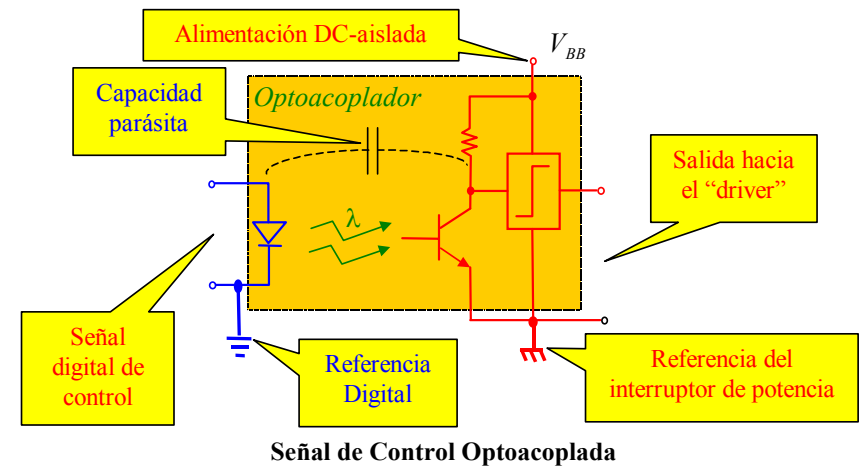 Alimentación DC-aislada
V_BB
Capacidad
parásita
Optoacoplador
Salida hacia
el “driver”
λ
Señal
digital de
control
Referencia
Digital
Referencia del
interruptor de potencia
Señal de Control Optoacoplada